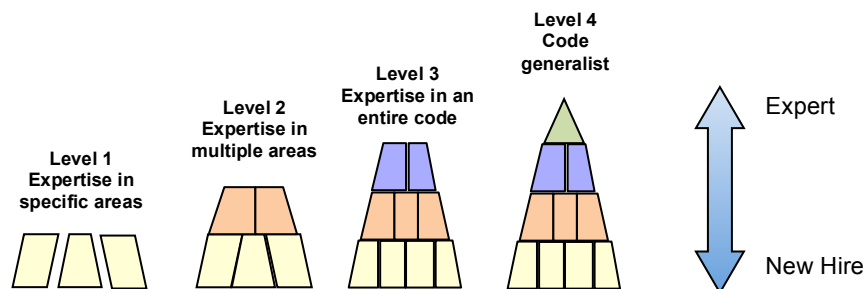 Level 1
Expertise in
specific areas
Level 2
Expertise in
multiple areas
Level 3
Expertise in an
entire code
Level 4
Code
generalist
Expert
New Hire